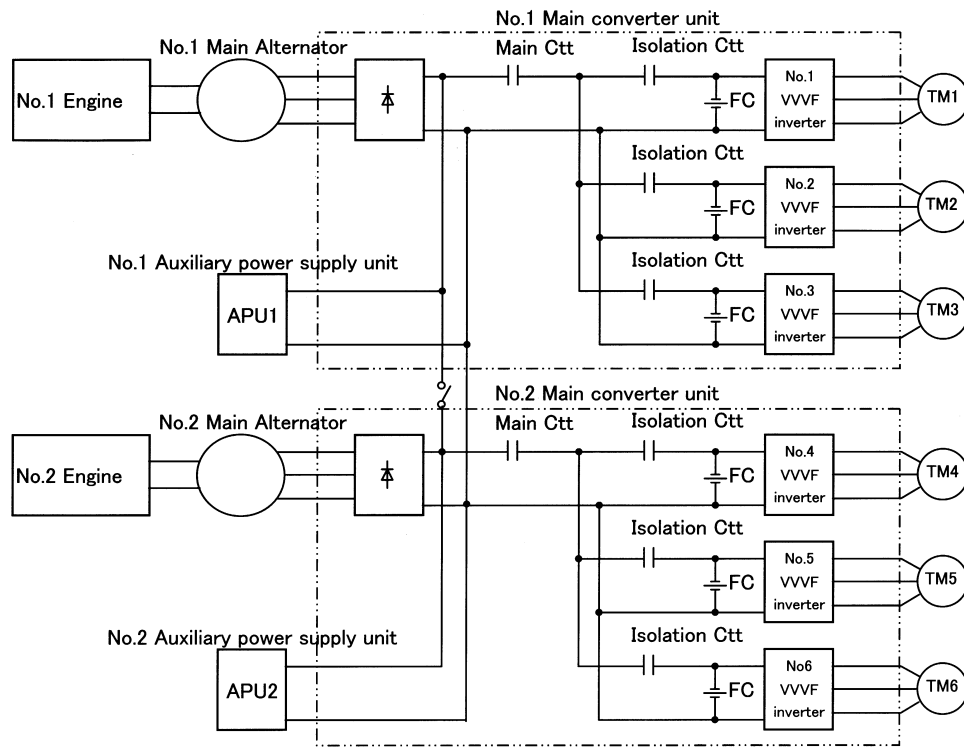 No.1 Main converter unit
No.1 Main Alternator
Main Ctt
Isolation Ctt
No.1 Engine
FC
No.1
VVVF
inverter
TM1
Isolation Ctt
FC
No.2
VVVF
inverter
TM2
No.1 Auxiliary power supply unit
Isolation Ctt
APU1
FC
No.3
VVVF
inverter
TM3
No.2 Main converter unit
No.2 Main Alternator
Main Ctt
Isolation Ctt
No.2 Engine
FC
No.4
VVVF
inverter
TM4
Isolation Ctt
FC
No.5
VVVF
inverter
TM5
No.2 Auxiliary power supply unit
Isolation Ctt
APU2
FC
No6
VVVF
inverter
TM6